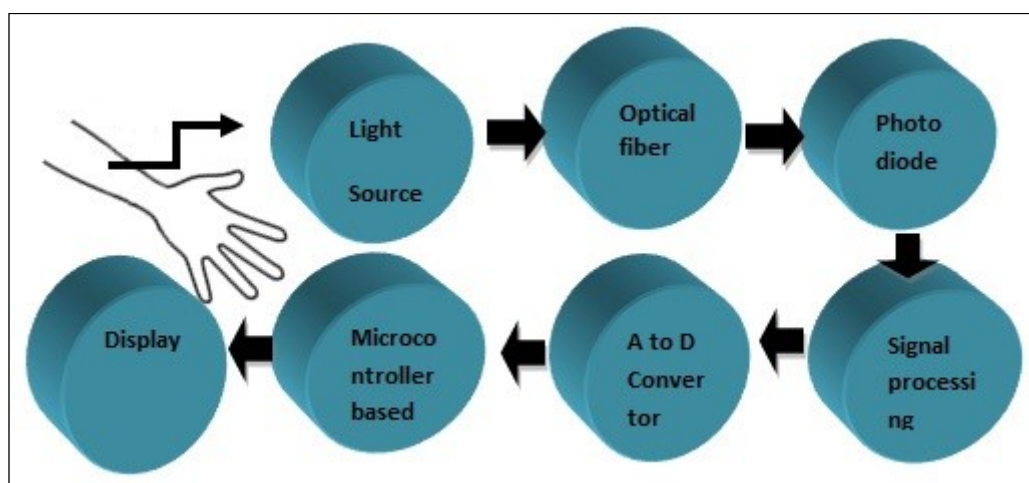 Light
Source
Optical
fiber
Photo
diode
Signal
processi
ng
A to D
Conver
tor
Microco
ntroller
based
Display